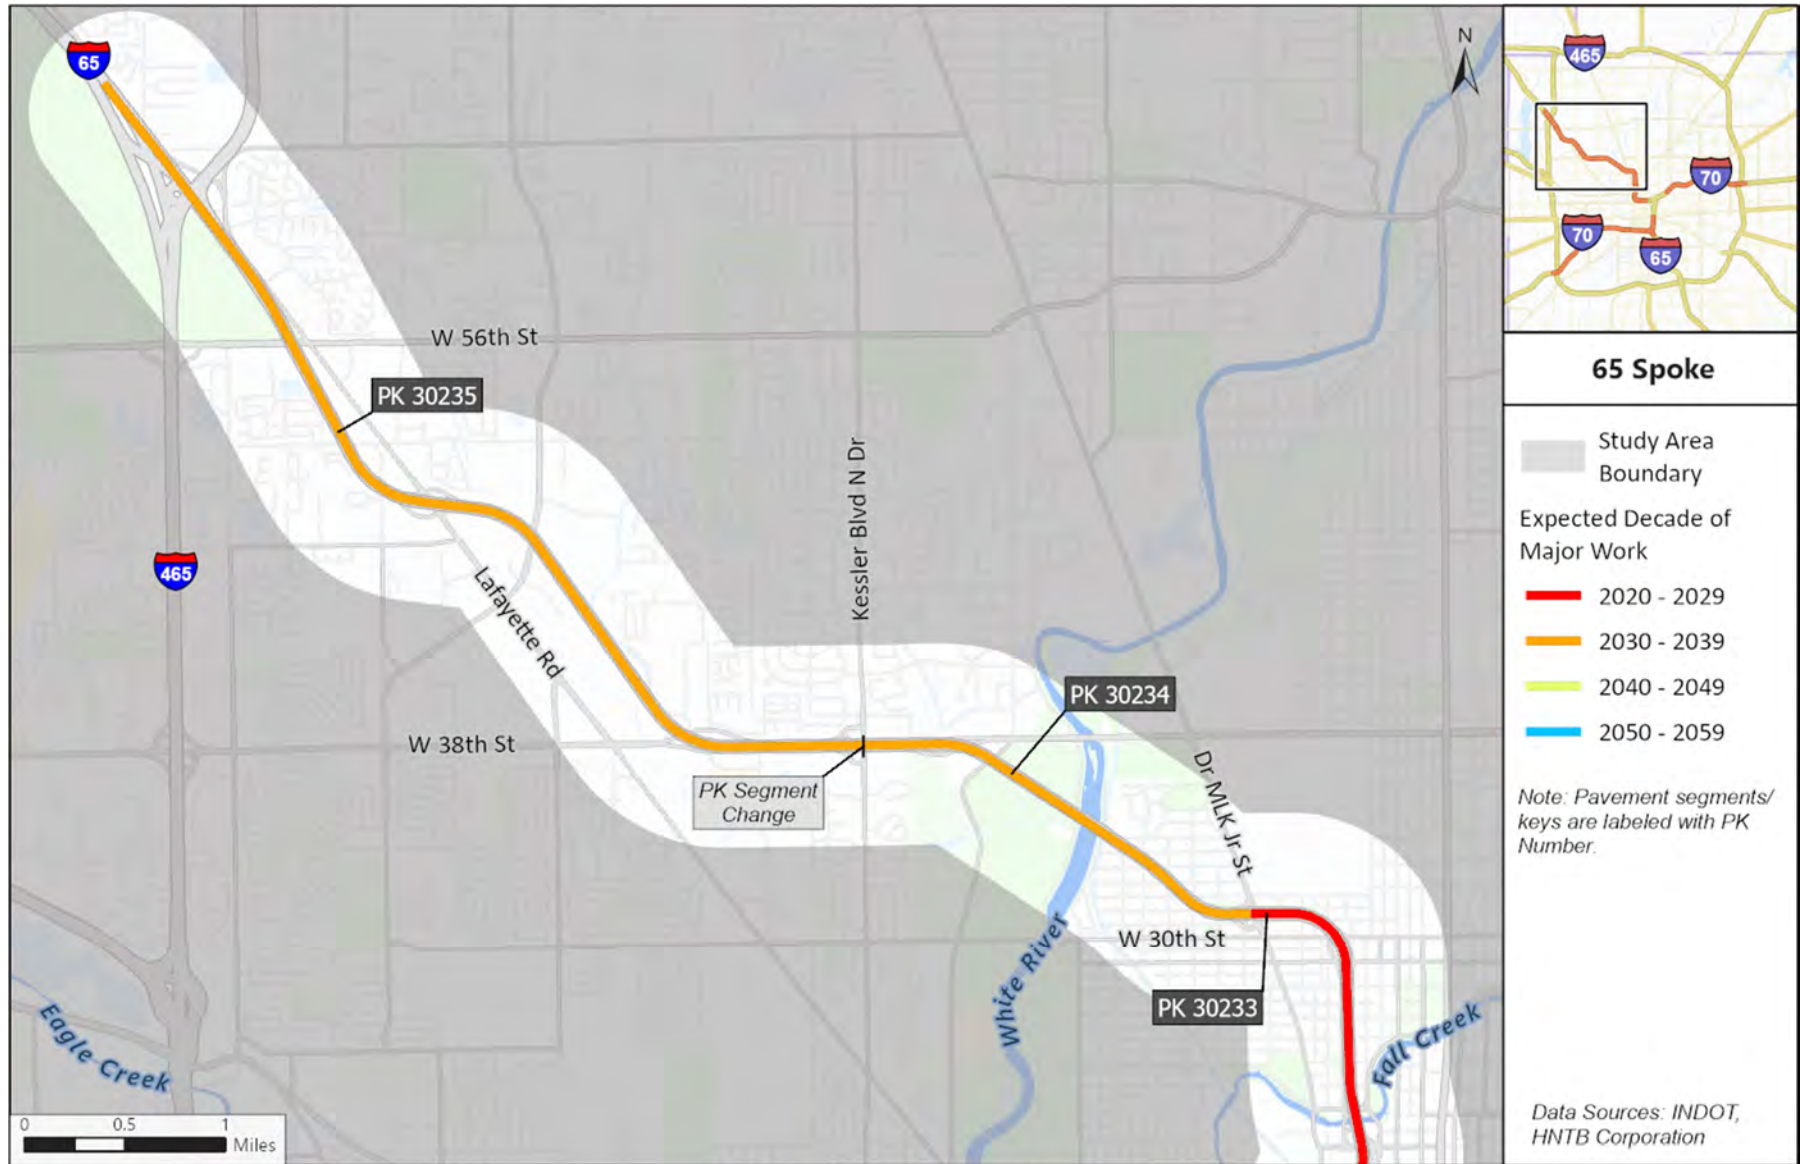 65
N
W 56th St
PK 30235
Kessler Blvd N Dr
465
Lafayette Rd
PK 30234
W 38th St
PK Segment
Change
Dr MLK Jr St
W 30th St
White River
PK 30233
Eagle Creek
Fall Creek
0 0.5 1
Miles
465
70
70
65
65 Spoke
Study Area
Boundary
Expected Decade of
Major Work
2020 - 2029
2030 - 2039
2040 - 2049
2050 - 2059
Note: Pavement segments/
keys are labeled with PK
Number.
Data Sources: INDOT,
HNTB Corporation